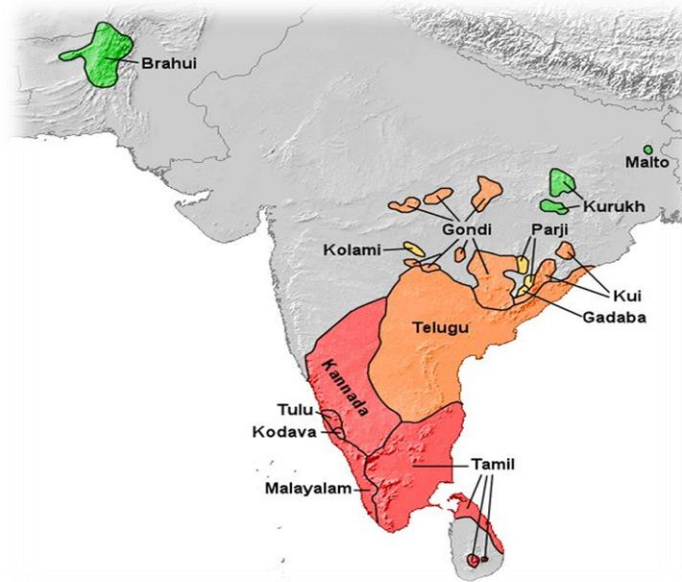 Brahui
Malto
Kurukh
Gondi
Parji
Kolami
Kui
Gadaba
Telugu
Kannada
Tulu
Kodava
Tamil
Malayalam